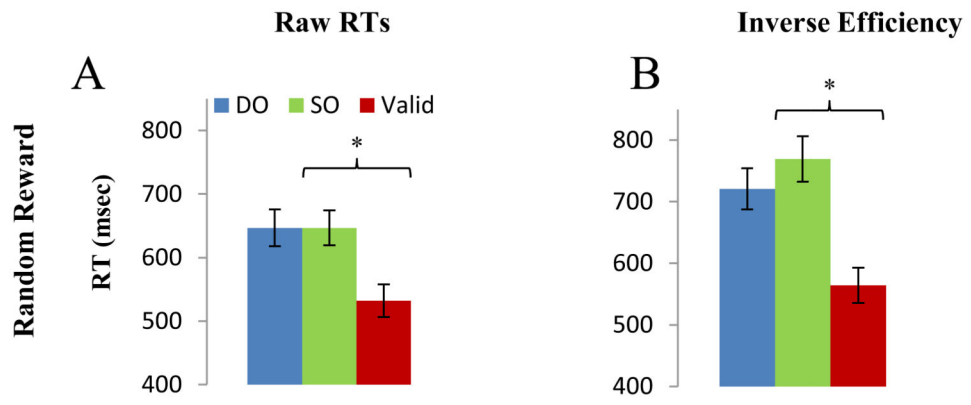 Raw RTs
Inverse Efficiency
Random Reward
A
DO SO Valid
*
RT (msec)
800
700
600
500
400
B
*
800
700
600
500
400